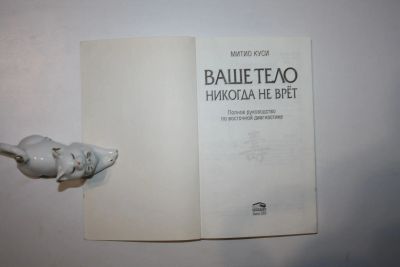 МИТИО КУСИ
ВАШЕ ТЕЛО
НИКОГДА НЕ ВРЁТ
Полное руководство
по восточной диагностике